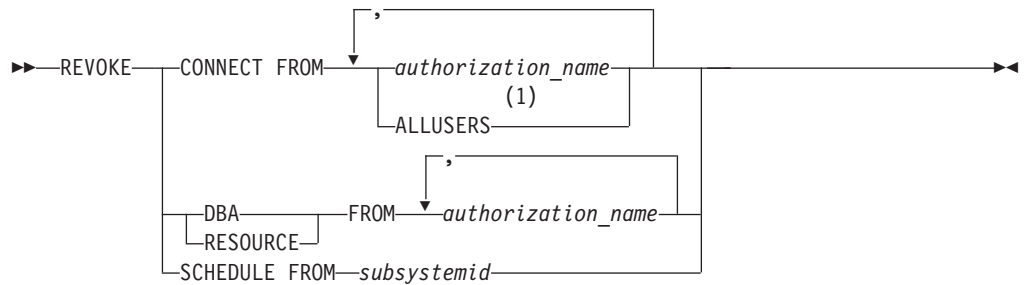 ,
REVOKE CONNECT FROM authorization_name
(1)
ALLUSERS
,
DBA FROM authorization_name
RESOURCE
SCHEDULE FROM subsystemid